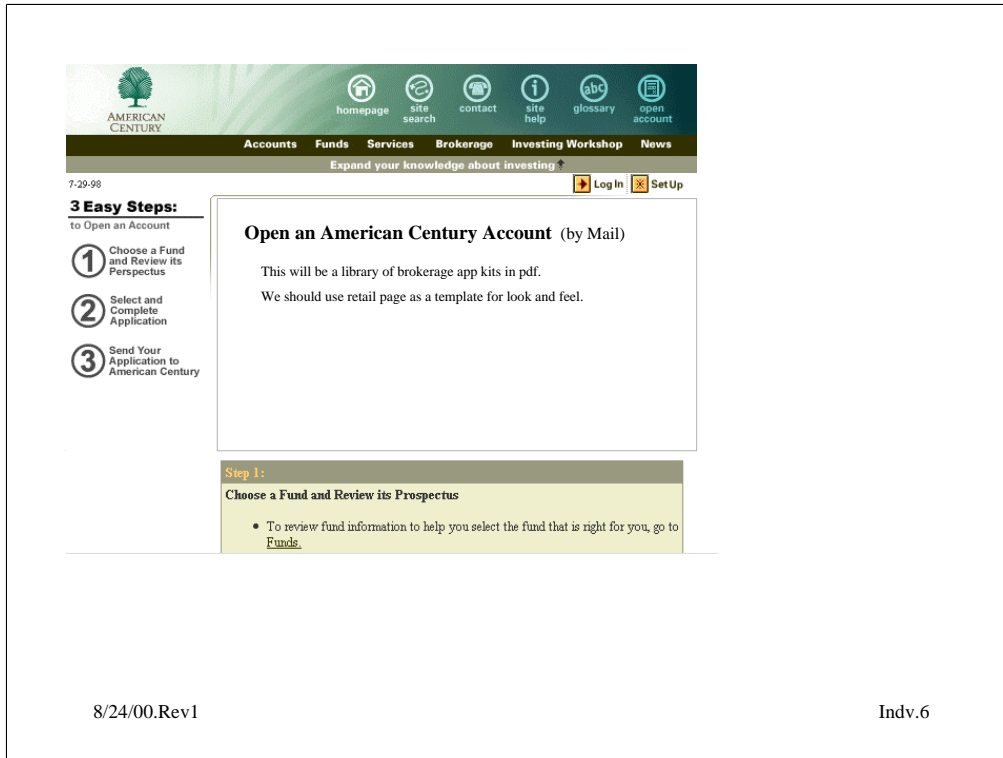 AMERICAN
CENTURY
homepage
site
search
contact
i
site
help
abc
glossary
open
account
Accounts Funds Services Brokerage Investing Workshop News
Expand your knowledge about investing
7-29-98
Log In Set Up
3 Easy Steps:
to Open an Account
1 Choose a Fund
and Review its
Perspectus
2 Select and
Complete
Application
3 Send Your
Application to
American Century
Open an American Century Account (by Mail)
This will be a library of brokerage app kits in pdf.
We should use retail page as a template for look and feel.
Step 1:
Choose a Fund and Review its Prospectus
• To review fund information to help you select the fund that is right for you, go to
Funds.
8/24/00.Rev1 Indv.6